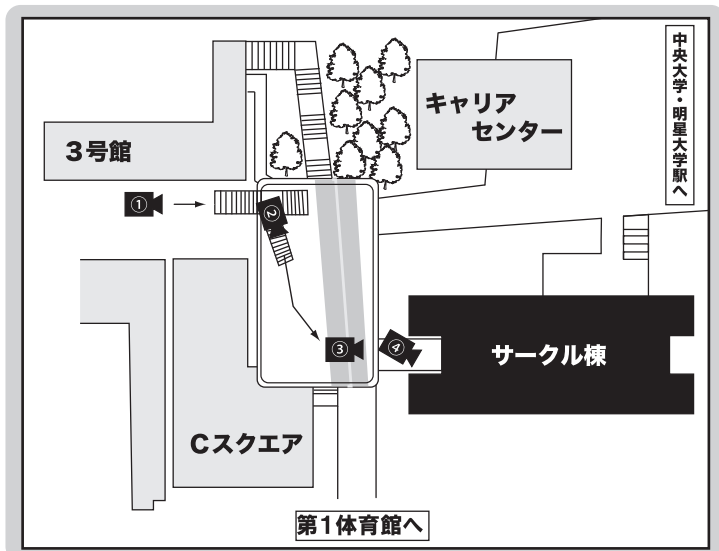 中央大学・明星大学駅へ
キャリア
センター
3号館
①
②
③
④
サークル棟
Cスクエア
第1体育館へ